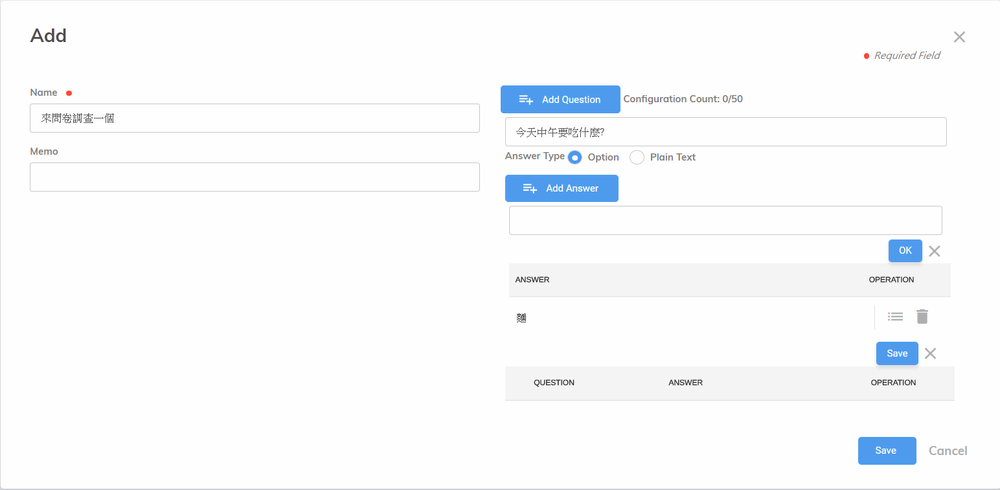 Add
Required Field
Name
來問卷調查一個
Memo
Add Question
Configuration Count: 0/50
今天中午要吃什麼?
Answer Type
Option
Plain Text
Add Answer
OK
ANSWER
OPERATION
麵
Save
QUESTION
ANSWER
OPERATION
Save
Cancel